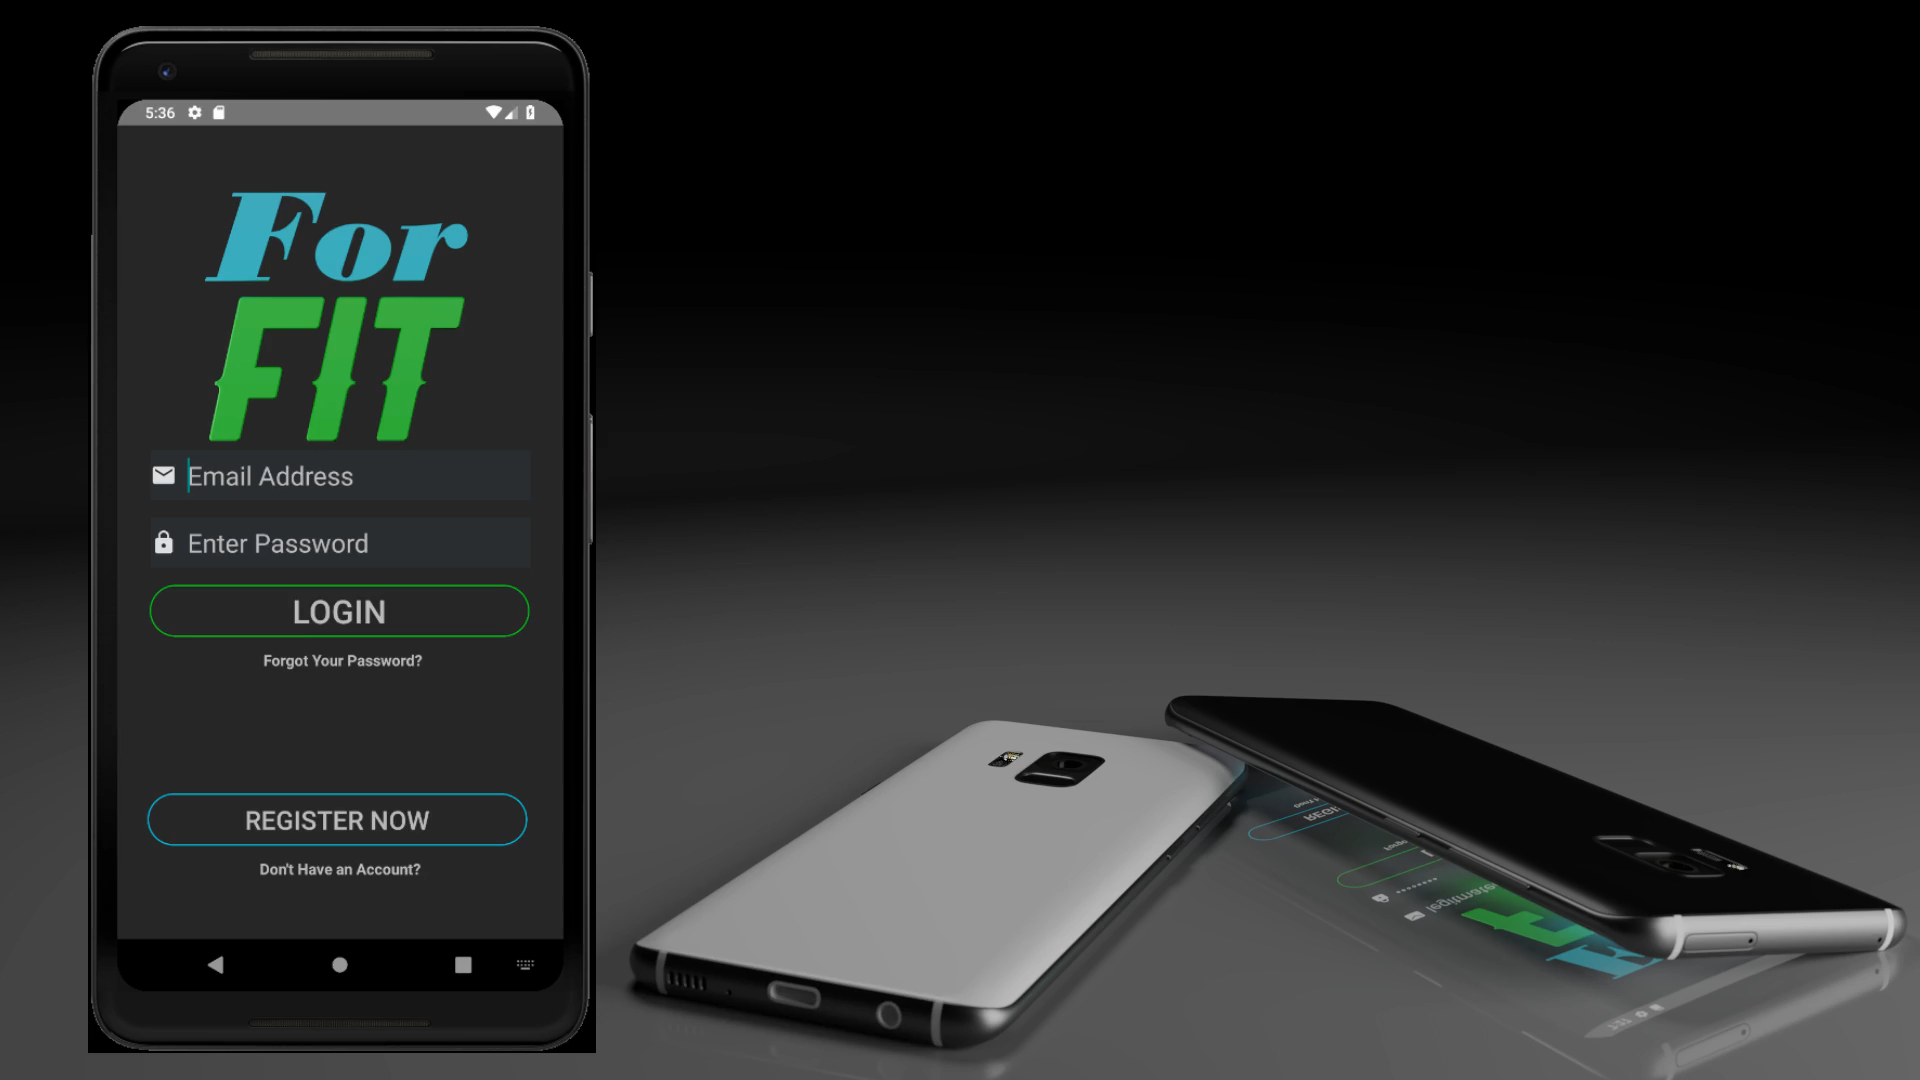 5:36
For
FIT
Email Address
Enter Password
LOGIN
Forgot Your Password?
REGISTER NOW
Don't Have an Account?